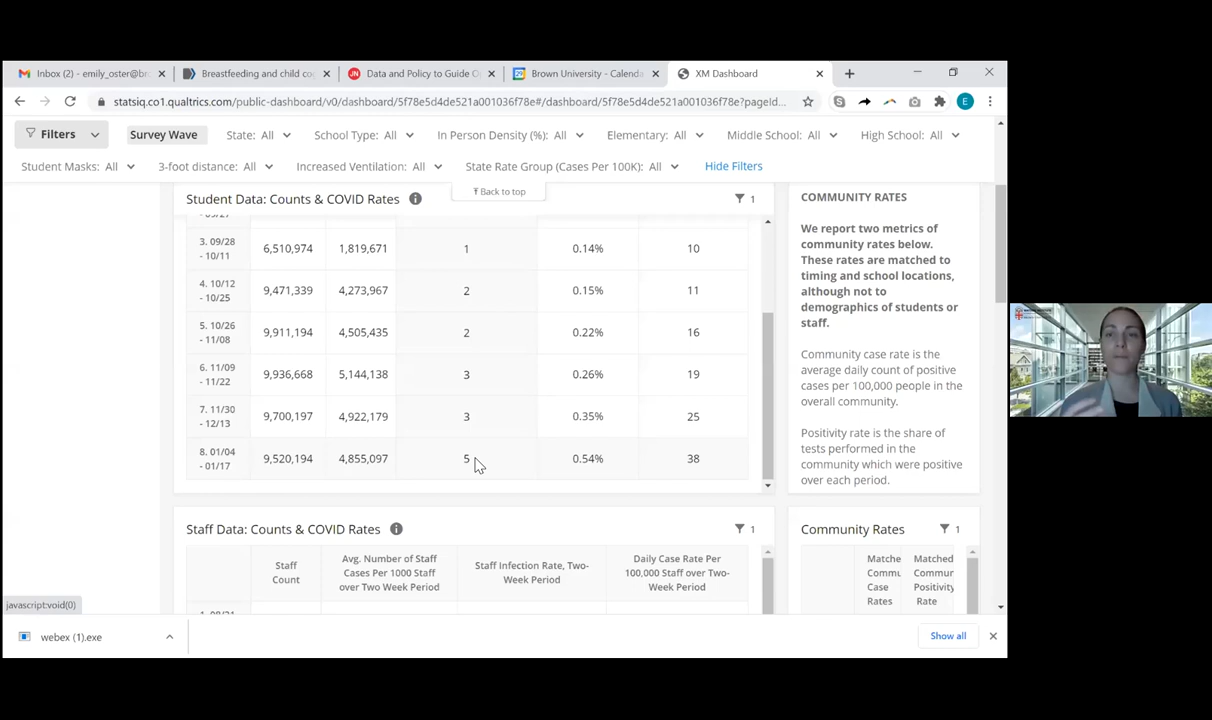 Inbox (2) - emily_oster@br
Breastfeeding and child co
Data and Policy to Guide O
Brown University - Calenda
XM Dashboard
statsiq.co1.qualtrics.com/public-dashboard/v0/dashboard/5f78e5d4de521a001036f78e#/dashboard/5f78e5d4de521a001036f78e?pageId...
E
Filters
Survey Wave
State: All
School Type: All
In Person Density (%): All
Elementary: All
Middle School: All
High School: All
Student Masks: All
3-foot distance: All
Increased Ventilation: All
State Rate Group (Cases Per 100K): All
Hide Filters
Back to top
Student Data: Counts & COVID Rates
1
- 09/27
3. 09/28 - 10/11 6,510,974 1,819,671 1 0.14% 10
4. 10/12 - 10/25 9,471,339 4,273,967 2 0.15% 11
5. 10/26 - 11/08 9,911,194 4,505,435 2 0.22% 16
6. 11/09 - 11/22 9,936,668 5,144,138 3 0.26% 19
7. 11/30 - 12/13 9,700,197 4,922,179 3 0.35% 25
8. 01/04 - 01/17 9,520,194 4,855,097 5 0.54% 38
COMMUNITY RATES
We report two metrics of
community rates below.
These rates are matched to
timing and school locations,
although not to
demographics of students or
staff.
Community case rate is the
average daily count of positive
cases per 100,000 people in the
overall community.
Positivity rate is the share of
tests performed in the
community which were positive
over each period.
Staff Data: Counts & COVID Rates
1
Staff
Count
Avg. Number of Staff
Cases Per 1000 Staff
over Two Week Period
Staff Infection Rate, Two-
Week Period
Daily Case Rate Per
100,000 Staff over Two-
Week Period
Community Rates
1
Matche
Commu
Case
Rates
Matched
Commur
Positivity
Rate
javascript:void(0)
webex (1).exe
Show all